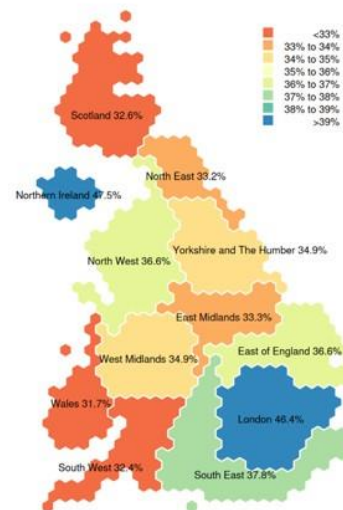 <33%
33% to 34%
34% to 35%
35% to 36%
36% to 37%
37% to 38%
38% to 39%
>39%
Scotland 32.6%
North East 33.2%
Northern Ireland 47.5%
Yorkshire and The Humber 34.9%
North West 36.6%
East Midlands 33.3%
East of England 36.6%
West Midlands 34.9%
Wales 31.7%
London 46.4%
South West 32.4%
South East 37.8%